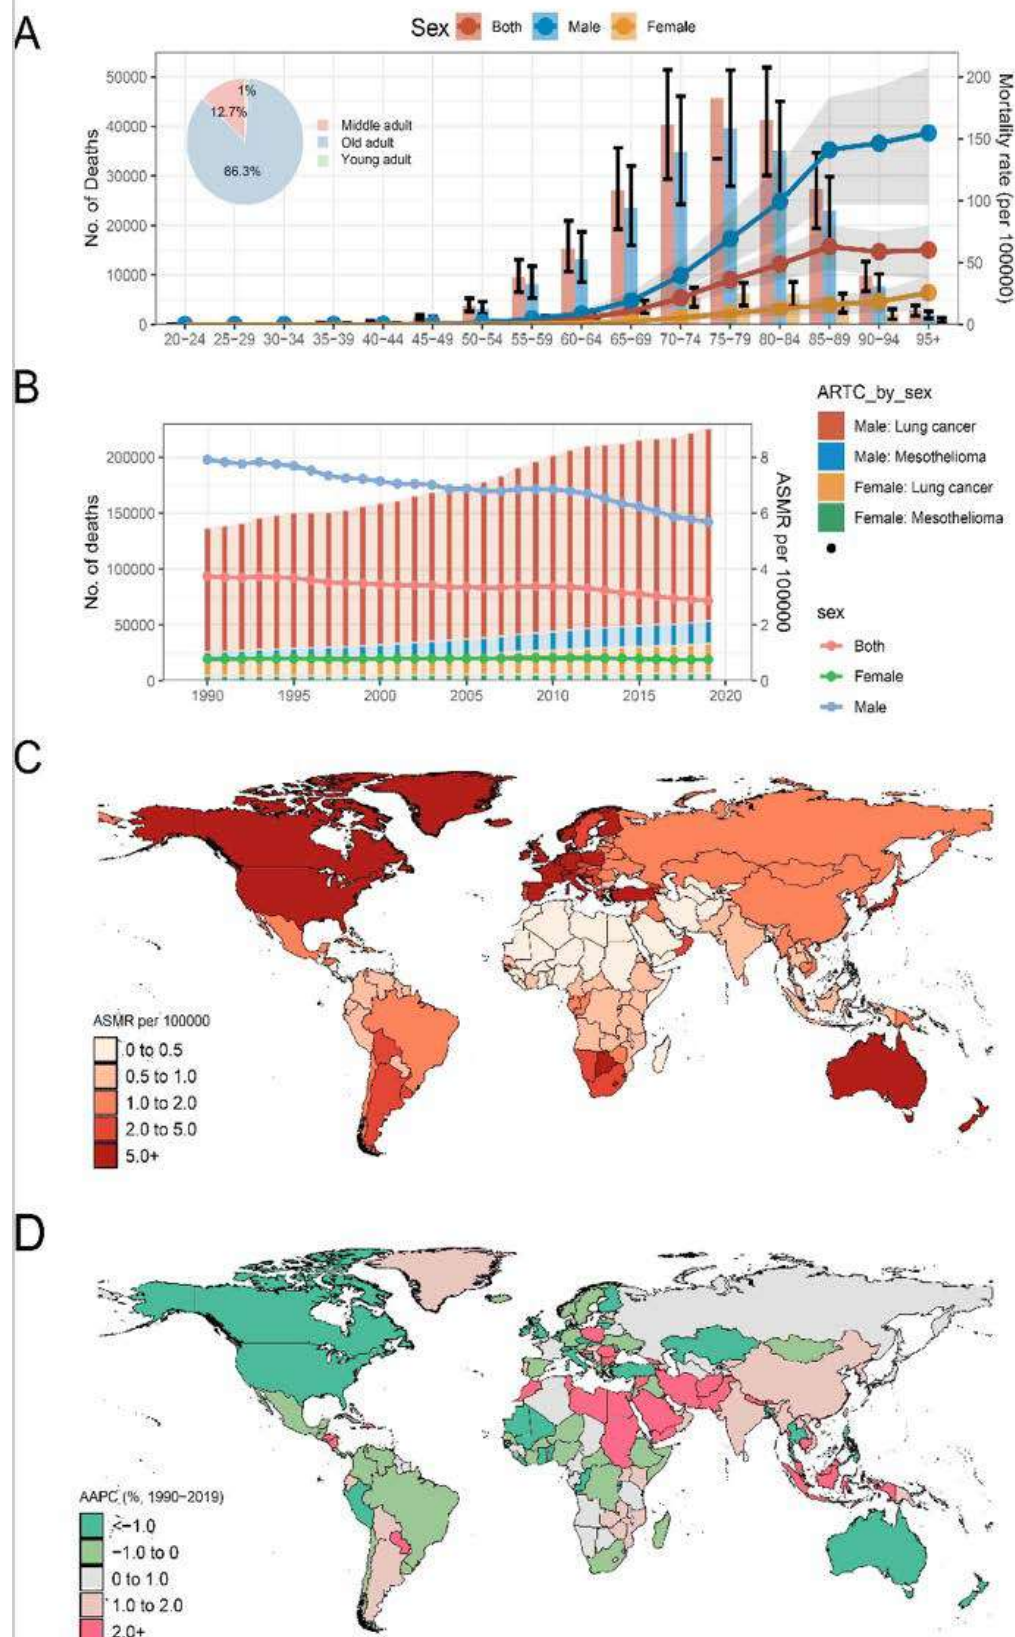 A
Sex Both Male Female
50000
40000
30000
20000
10000
0
No. of Deaths
1%
12.7%
86.3%
Middle adult
Old adult
Young adult
200
150
100
50
0
Mortality rate (per 100000)
20−24 25−29 30−34 35−39 40−44 45−49 50−54 55−59 60−64 65−69 70−74 75−79 80−84 85−89 90−94 95+
B
200000
150000
100000
50000
0
No. of deaths
8
6
4
2
0
ASMR per 100000
1990 1995 2000 2005 2010 2015 2020
ARTC_by_sex
Male: Lung cancer
Male: Mesothelioma
Female: Lung cancer
Female: Mesothelioma
sex
Both
Female
Male
C
ASMR per 100000
0 to 0.5
0.5 to 1.0
1.0 to 2.0
2.0 to 5.0
5.0+
D
AAPC (%, 1990−2019)
<−1.0
−1.0 to 0
0 to 1.0
1.0 to 2.0
2.0+